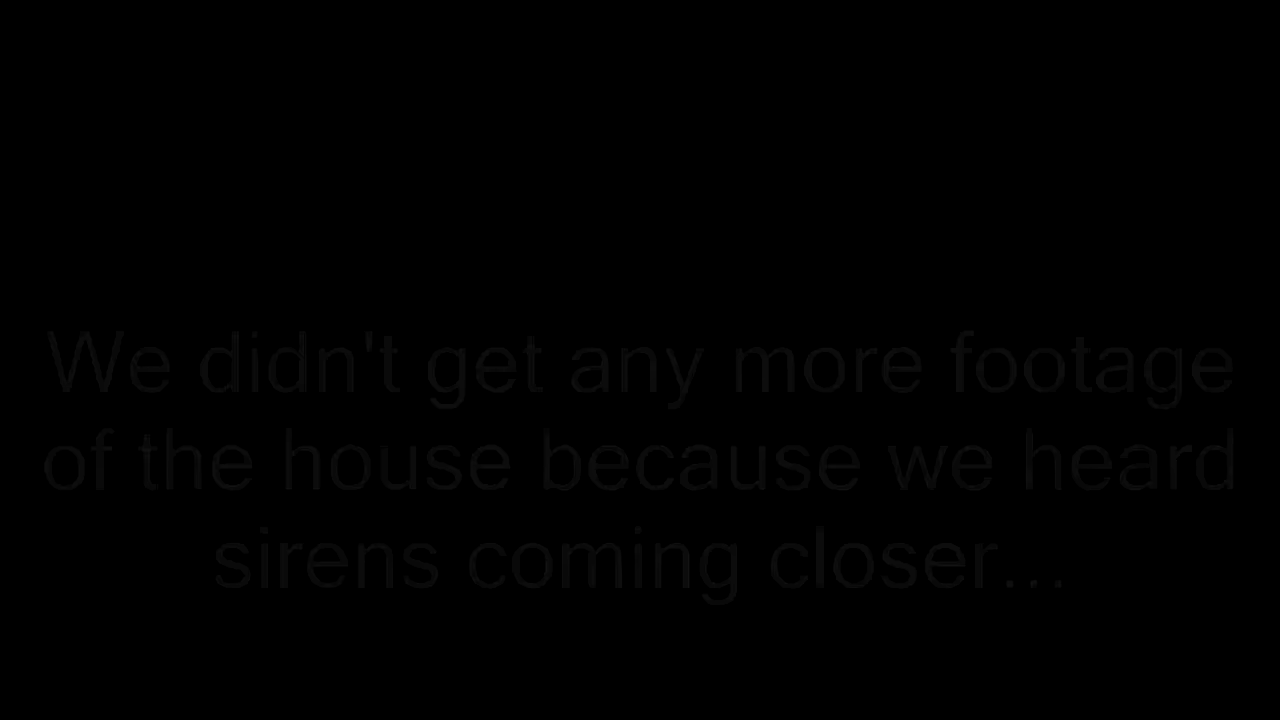 We didn't get any more footage
of the house because we heard
sirens coming closer...